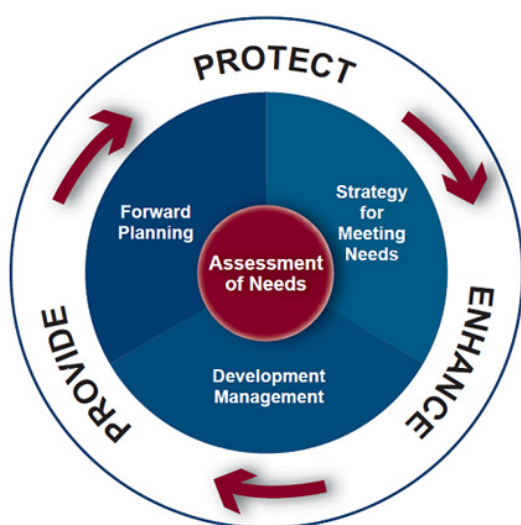 PROTECT
Forward
Planning
Strategy
for
Meeting
Needs
Assessment
of Needs
Development
Management
ENHANCE
PROVIDE